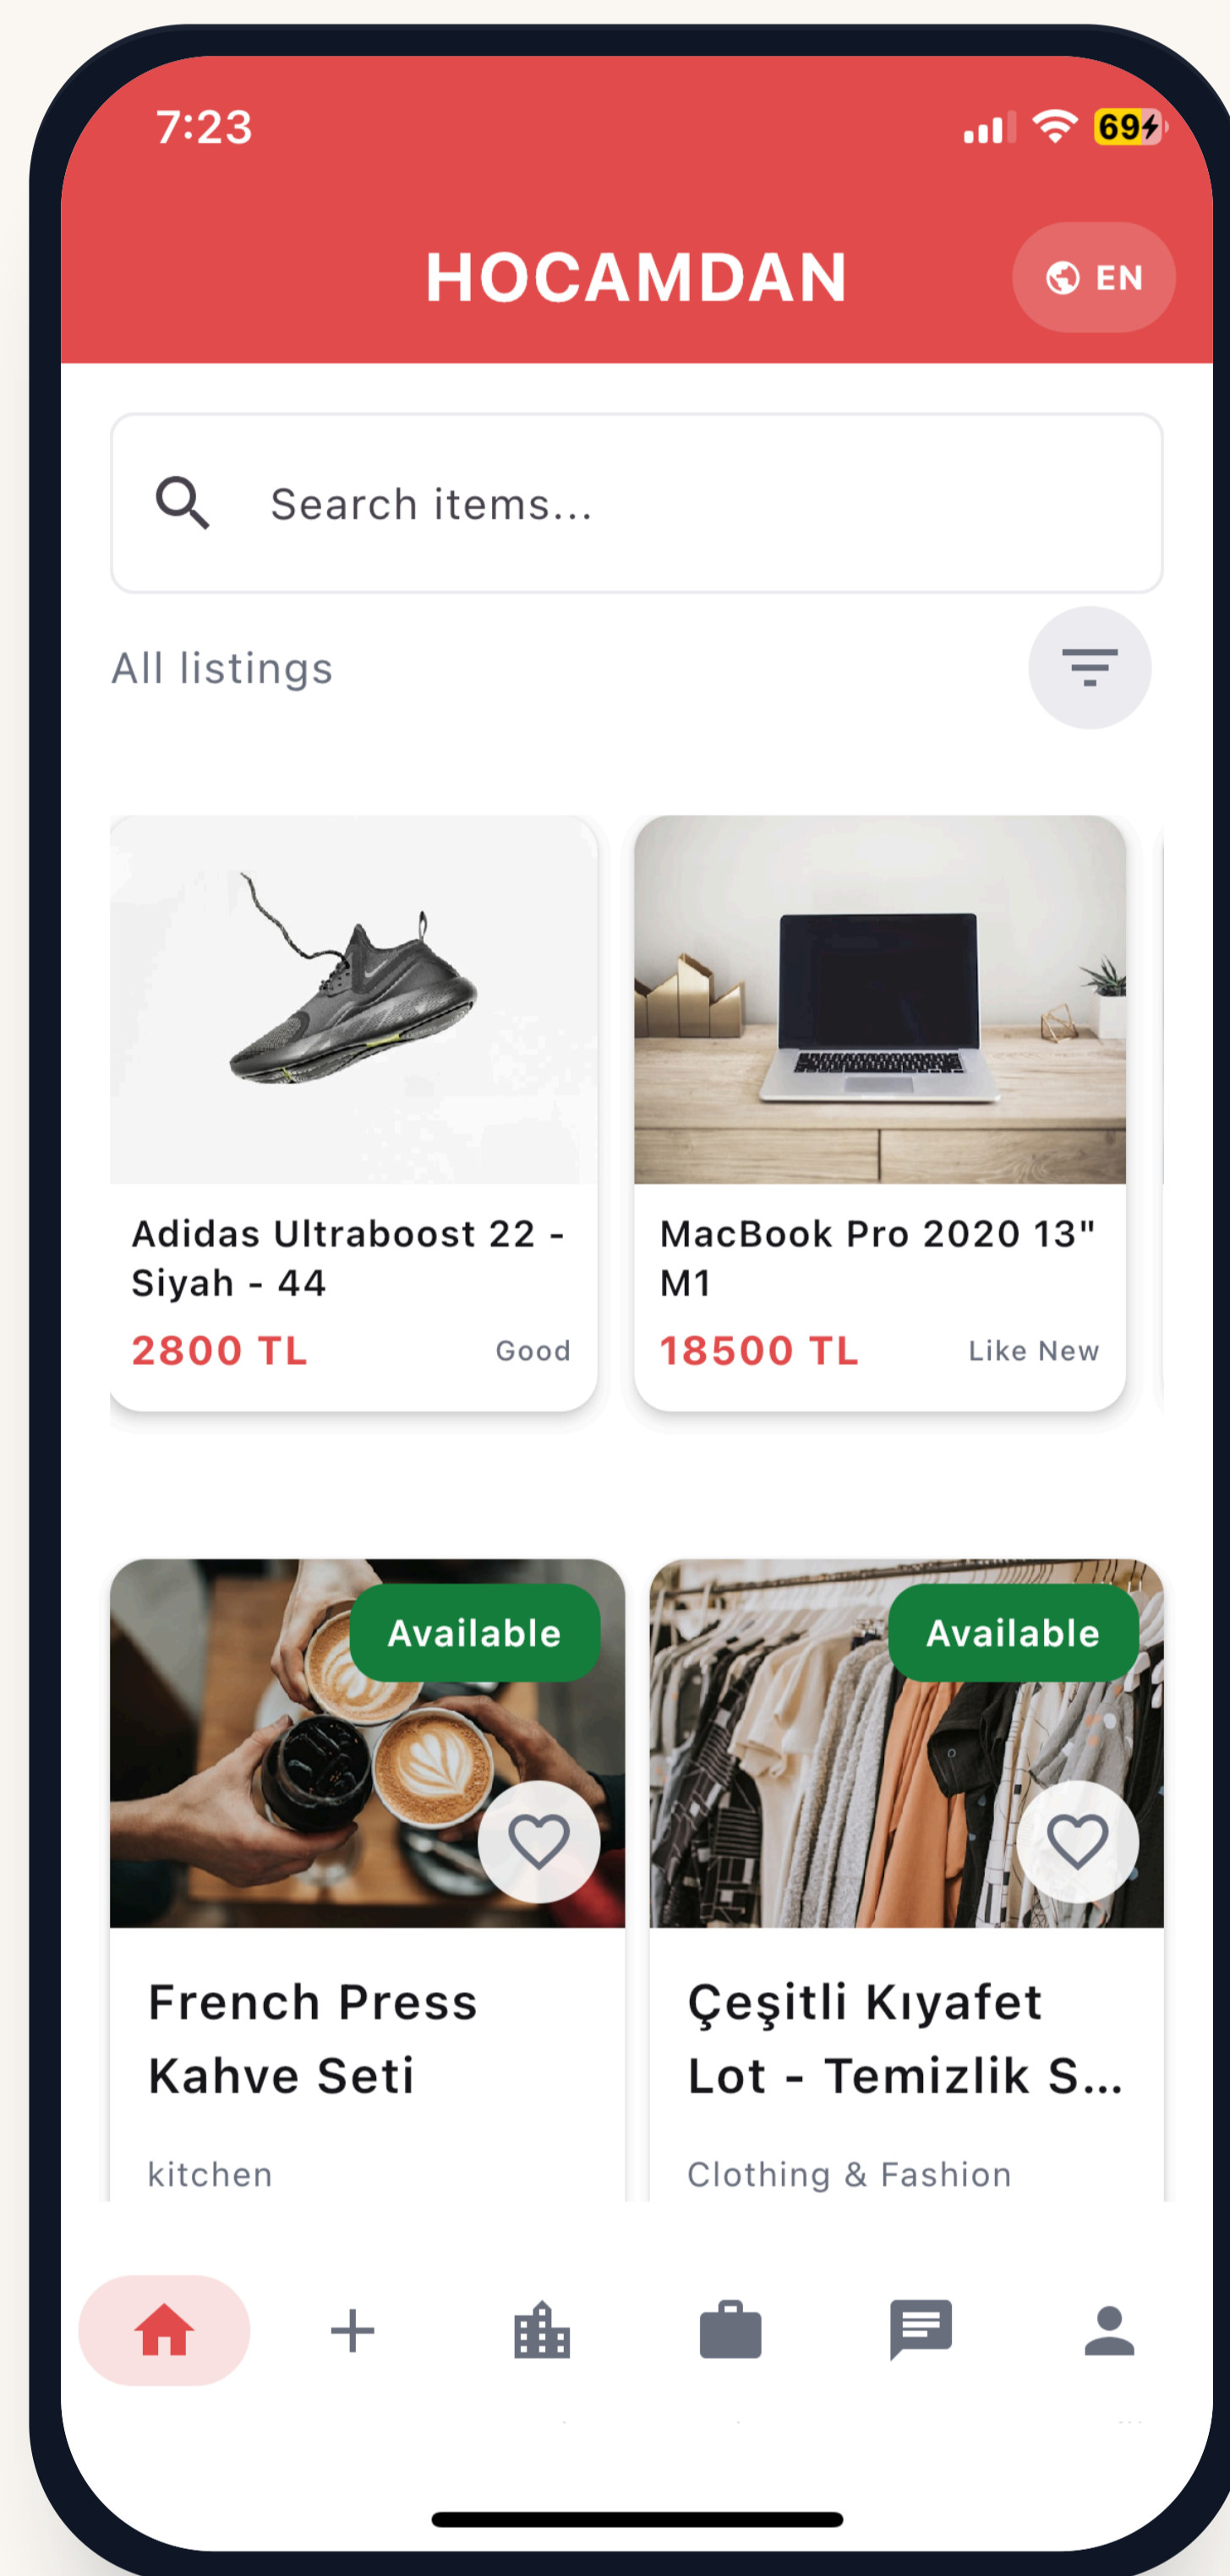 7:23
69
HOCAMDAN
EN
Search items...
All listings
Adidas Ultraboost 22 -
Siyah - 44
2800 TL
Good
MacBook Pro 2020 13"
M1
18500 TL
Like New
Available
Available
French Press
Kahve Seti
kitchen
Çeşitli Kıyafet
Lot - Temizlik S...
Clothing & Fashion